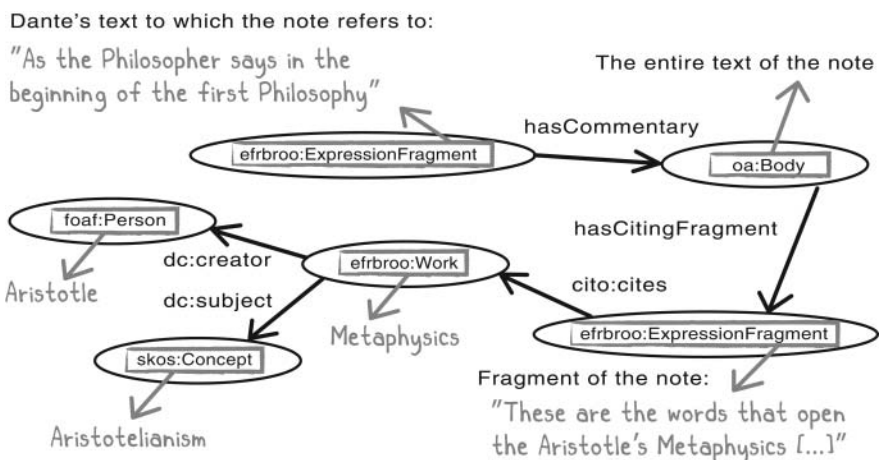 Dante's text to which the note refers to:
"As the Philosopher says in the
beginning of the first Philosophy"
The entire text of the note
hasCommentary
efrbroo:ExpressionFragment
oa:Body
foaf:Person
hasCitingFragment
dc:creator
efrbroo:Work
cito:cites
Aristotle
dc:subject
Metaphysics
efrbroo:ExpressionFragment
skos:Concept
Fragment of the note:
"These are the words that open
the Aristotle's Metaphysics [...]"
Aristotelianism